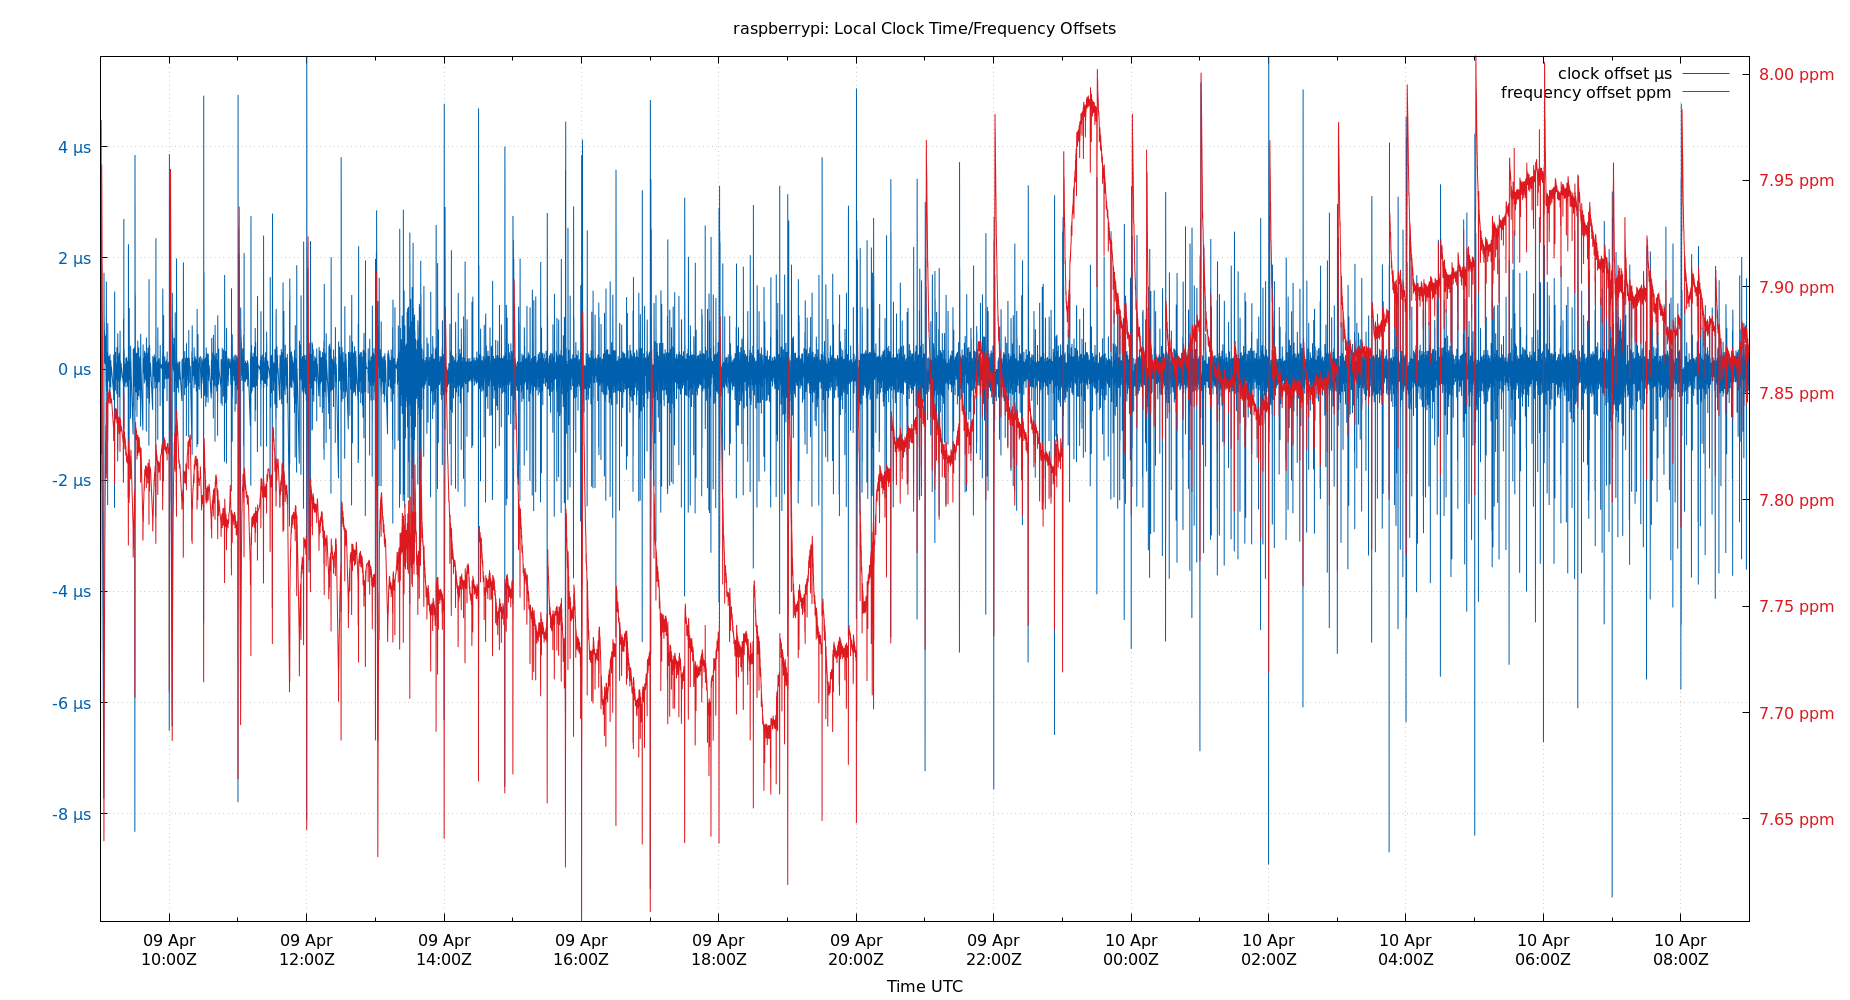 raspberrypi: Local Clock Time/Frequency Offsets
clock offset µs
frequency offset ppm
4 µs
2 µs
0 µs
-2 µs
-4 µs
-6 µs
-8 µs
8.00 ppm
7.95 ppm
7.90 ppm
7.85 ppm
7.80 ppm
7.75 ppm
7.70 ppm
7.65 ppm
09 Apr
10:00Z
09 Apr
12:00Z
09 Apr
14:00Z
09 Apr
16:00Z
09 Apr
18:00Z
09 Apr
20:00Z
09 Apr
22:00Z
10 Apr
00:00Z
10 Apr
02:00Z
10 Apr
04:00Z
10 Apr
06:00Z
10 Apr
08:00Z
Time UTC